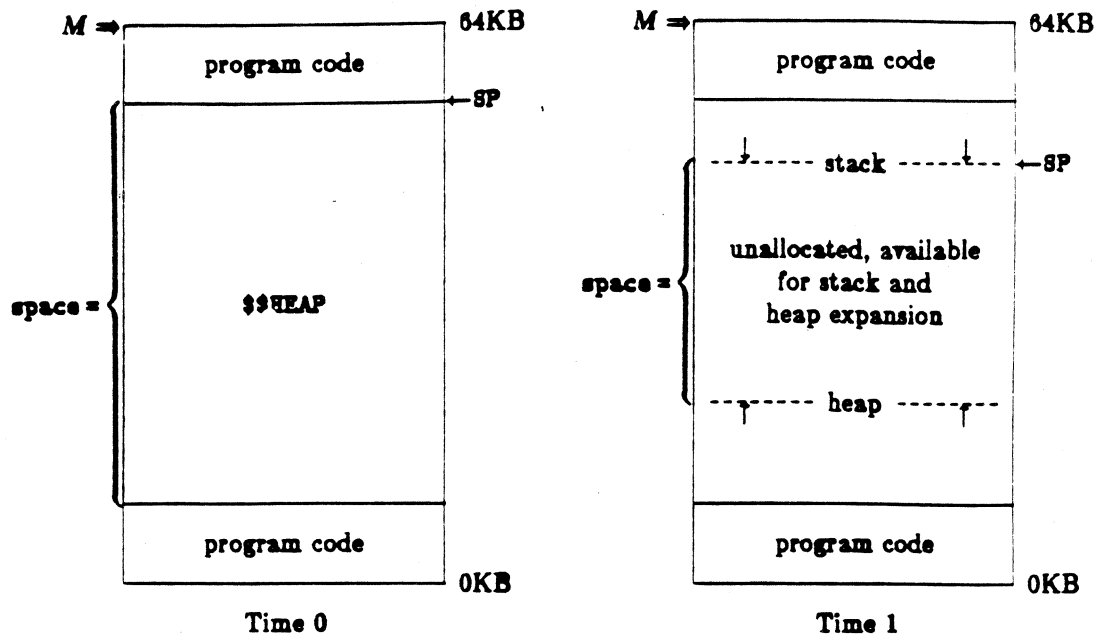 M ⇒
64KB
program code
←SP
space =
$$HEAP
program code
0KB
Time 0
M ⇒
64KB
program code
stack
←SP
space =
unallocated, available
for stack and
heap expansion
heap
program code
0KB
Time 1